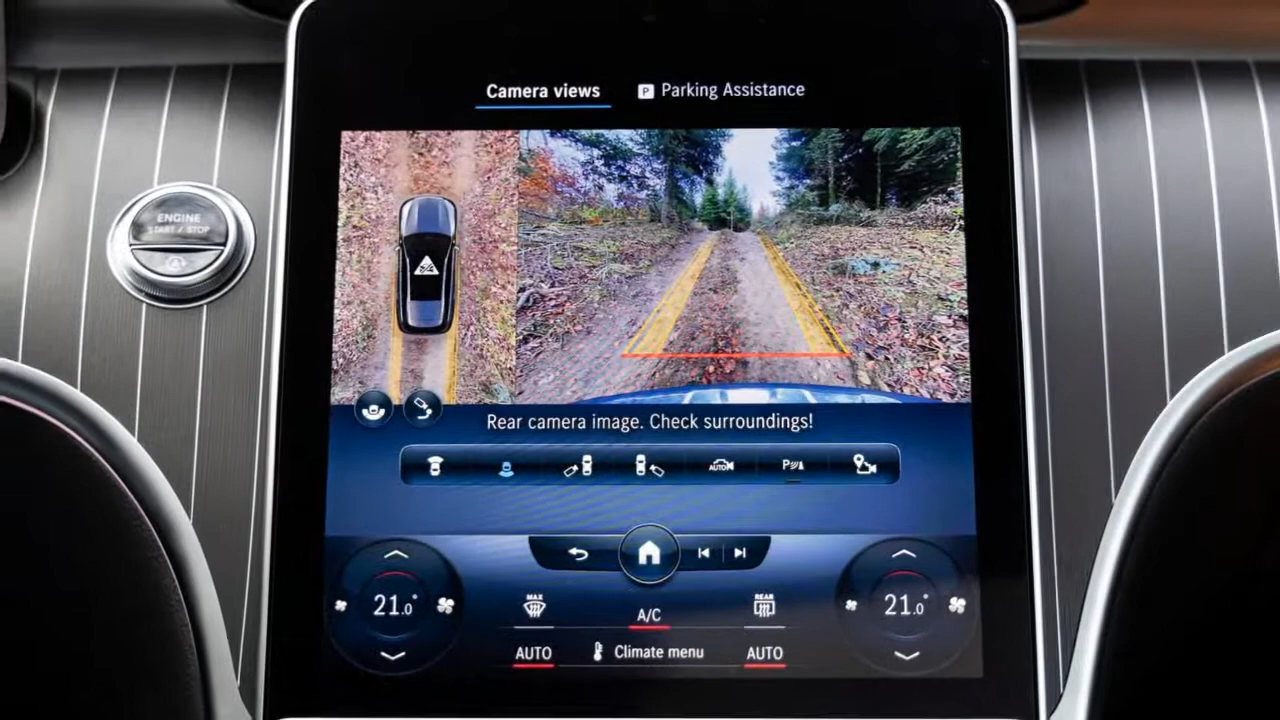 Camera views
P Parking Assistance
ENGINE
START / STOP
Rear camera image. Check surroundings!
AUTO
P
MAX
REAR
21.0°
A/C
21.0°
AUTO
Climate menu
AUTO